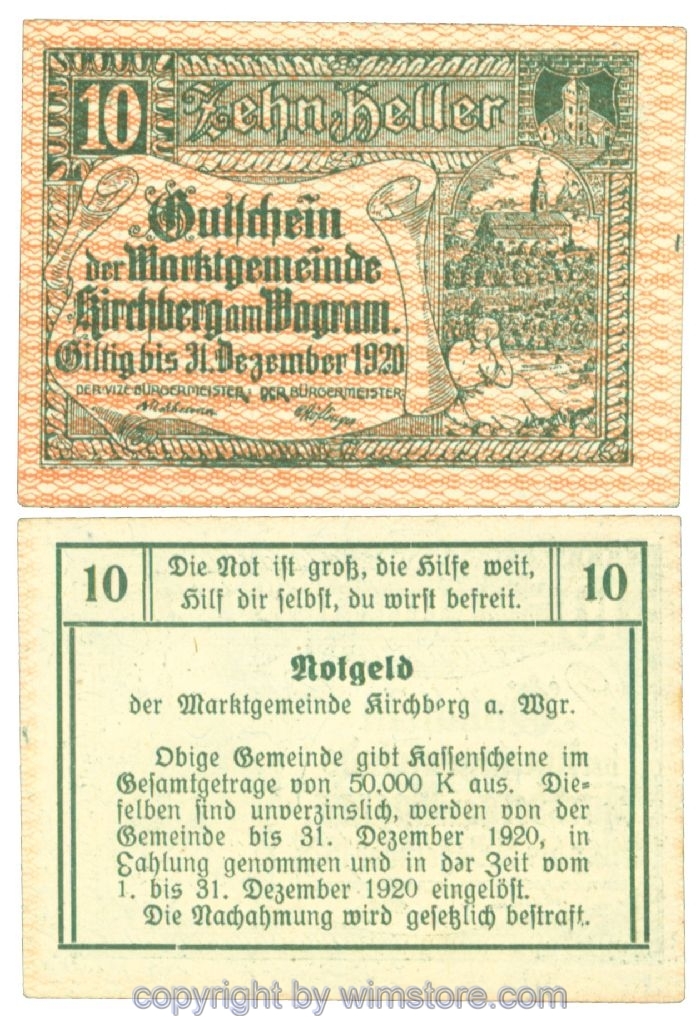 10
Zehn Heller
Gutschein
der Marktgemeinde
Kirchberg am Wagram.
Giltig bis 31. Dezember 1920
DER VIZE BÜRGERMEISTER: DER BÜRGERMEISTER
10
Die Not ist groß, die Hilfe weit,
Hilf dir selbst, du wirst befreit.
10
Notgeld
der Marktgemeinde Kirchberg a. Wgr.
Obige Gemeinde gibt Kassenscheine im
Gesamtgetrage von 50.000 K aus. Die-
selben sind unverzinslich, werden von der
Gemeinde bis 31. Dezember 1920, in
Zahlung genommen und in der Zeit vom
1. bis 31. Dezember 1920 eingelöst.
Die Nachahmung wird gesetzlich bestraft.
copyright by wimstore.com